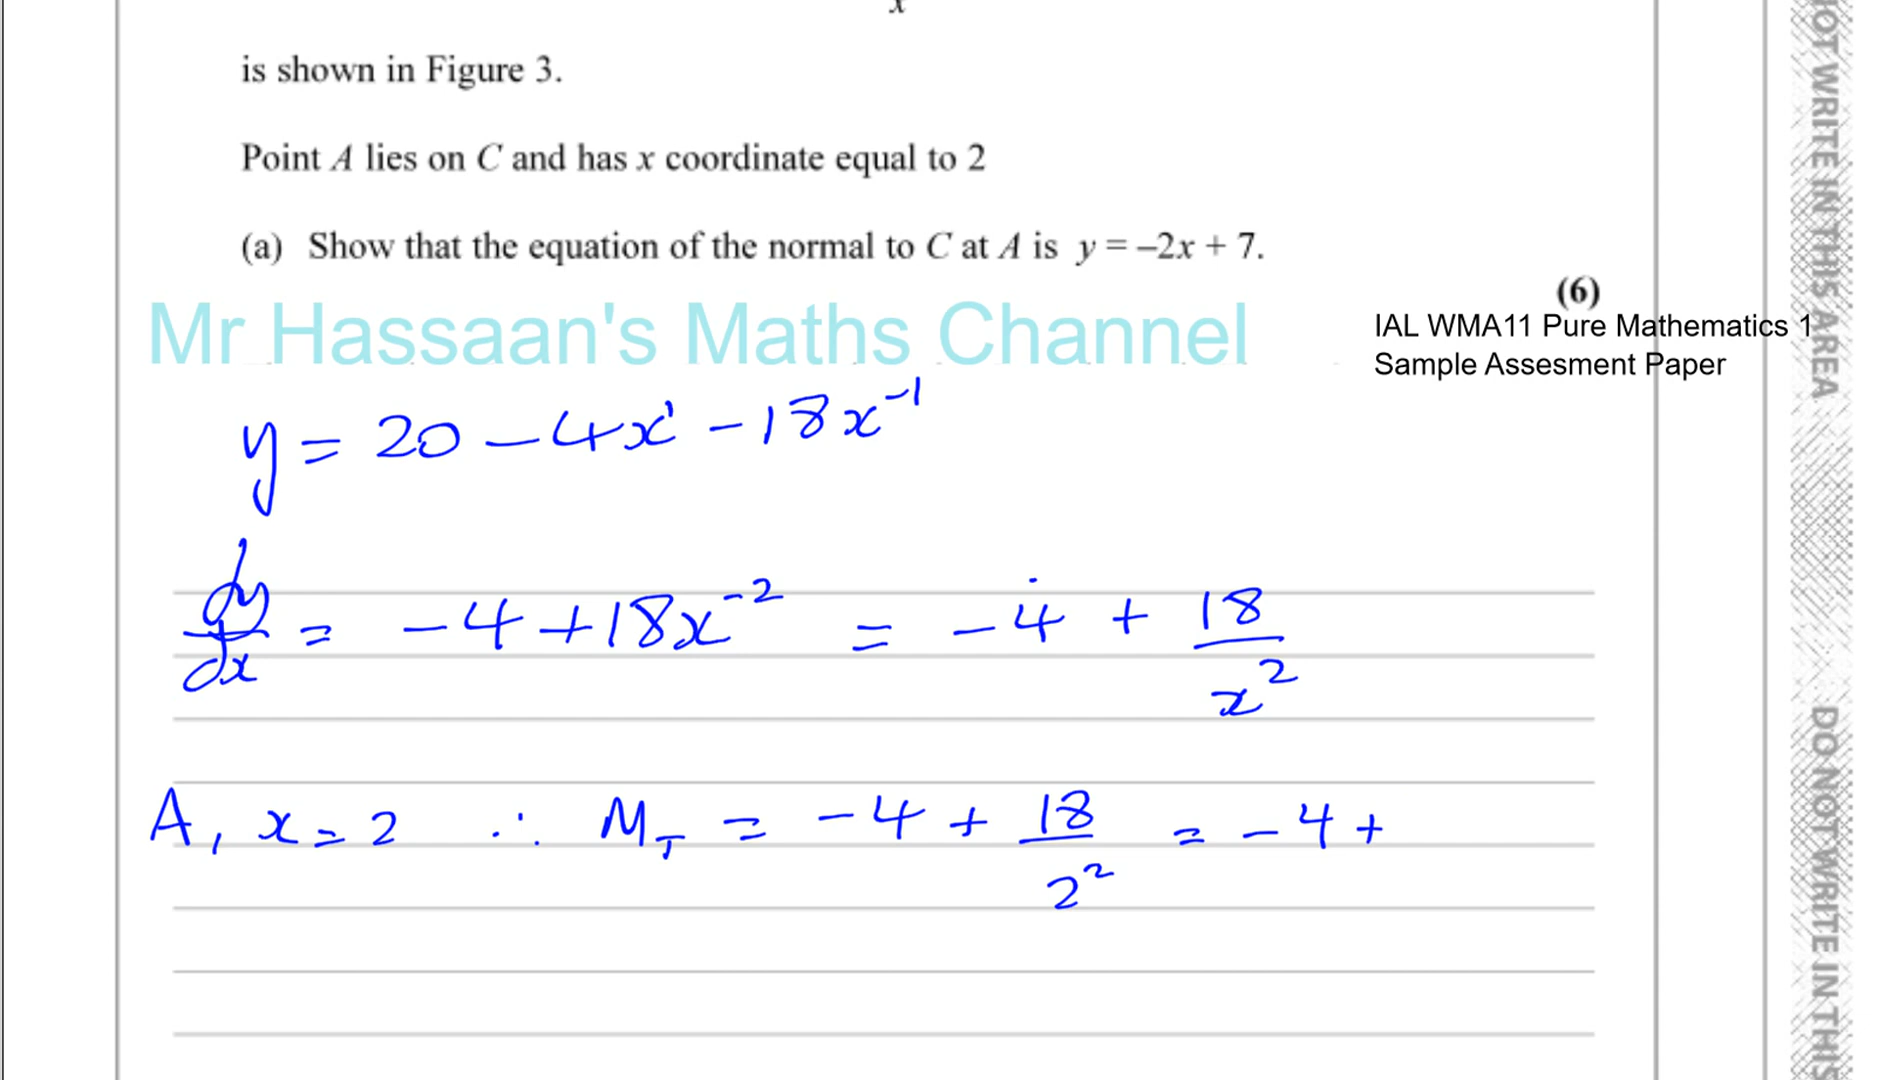 x
is shown in Figure 3.
Point A lies on C and has x coordinate equal to 2
(a) Show that the equation of the normal to C at A is y = –2x + 7.
(6)
Mr Hassaan's Maths Channel
IAL WMA11 Pure Mathematics 1
Sample Assesment Paper
y = 20 – 4x¹ – 18x⁻¹
dy/dx = –4 + 18x⁻² = –4 + 18/x²
A, x = 2 ∴ M_T = –4 + 18/2² = –4 +
NOT WRITE IN THIS AREA
DO NOT WRITE IN THIS